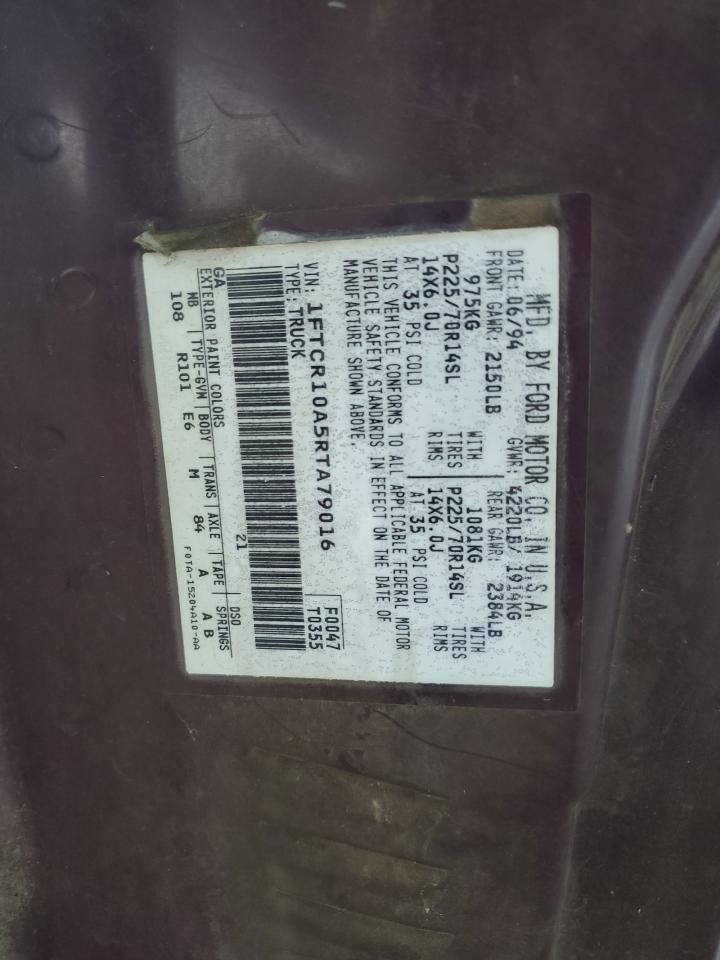 MFD. BY FORD MOTOR CO. IN U.S.A.
DATE: 06/94 GVWR: 4220LB/ 1914KG
FRONT GAWR: 2150LB REAR GAWR: 2384LB
975KG WITH 1081KG WITH
P225/70R14SL TIRES P225/70R14SL TIRES
14X6.0J RIMS 14X6.0J RIMS
AT 35 PSI COLD AT 35 PSI COLD
THIS VEHICLE CONFORMS TO ALL APPLICABLE FEDERAL MOTOR
VEHICLE SAFETY STANDARDS IN EFFECT ON THE DATE OF
MANUFACTURE SHOWN ABOVE.
VIN: 1FTCR10A5RTA79016
TYPE: TRUCK
F0047
T0355
21
EXTERIOR PAINT COLORS DSO
GA
WB | TYPE-GVM | BODY | TRANS | AXLE | TAPE | SPRINGS
108 R101 E6 M 84 A A B
F0TA-15204A10-AA